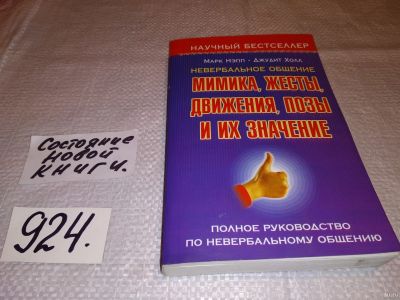 НАУЧНЫЙ БЕСТСЕЛЛЕР
МАРК НЭПП • ДЖУДИТ ХОЛЛ
НЕВЕРБАЛЬНОЕ ОБЩЕНИЕ
МИМИКА, ЖЕСТЫ,
ДВИЖЕНИЯ, ПОЗЫ
И ИХ ЗНАЧЕНИЕ
ПОЛНОЕ РУКОВОДСТВО
ПО НЕВЕРБАЛЬНОМУ ОБЩЕНИЮ
Состояние
новой
книги.
924.